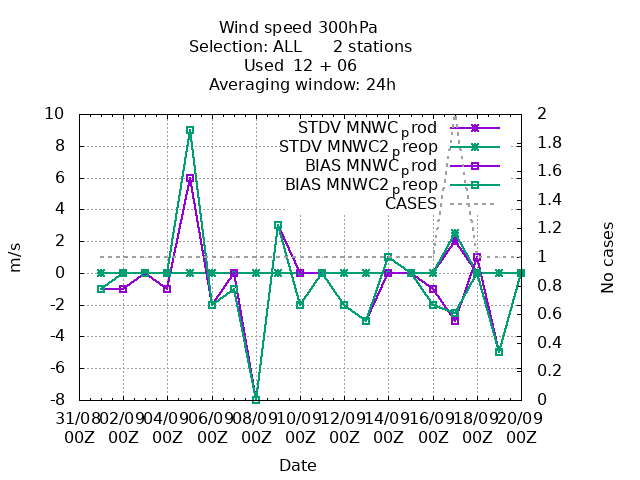 Wind speed 300hPa
Selection: ALL 2 stations
Used 12 + 06
Averaging window: 24h
STDV MNWC_prod
STDV MNWC2_preop
BIAS MNWC_prod
BIAS MNWC2_preop
CASES
m/s
10
8
6
4
2
0
-2
-4
-6
-8
2
1.8
1.6
1.4
1.2
1
0.8
0.6
0.4
0.2
0
No cases
31/08 02/09 04/09 06/09 08/09 10/09 12/09 14/09 16/09 18/09 20/09
00Z 00Z 00Z 00Z 00Z 00Z 00Z 00Z 00Z 00Z 00Z
Date